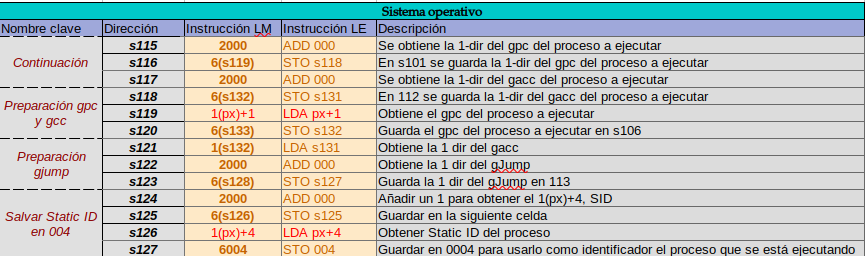 Sistema operativo
Nombre clave Dirección Instrucción LM Instrucción LE Descripción
Continuación
s115 2000 ADD 000 Se obtiene la 1-dir del gpc del proceso a ejecutar
s116 6(s119) STO s118 En s101 se guarda la 1-dir del gpc del proceso a ejecutar
s117 2000 ADD 000 Se obtiene la 1-dir del gacc del proceso a ejecutar
Preparación gpc
y gcc
s118 6(s132) STO s131 En 112 se guarda la 1-dir del gacc del proceso a ejecutar
s119 1(px)+1 LDA px+1 Obtiene el gpc del proceso a ejecutar
s120 6(s133) STO s132 Guarda el gpc del proceso a ejecutar en s106
Preparación
gjump
s121 1(s132) LDA s131 Obtiene la 1 dir del gacc
s122 2000 ADD 000 Obtiene la 1 dir del gJump
s123 6(s128) STO s127 Guarda la 1 dir del gJump en 113
Salvar Static ID
en 004
s124 2000 ADD 000 Añadir un 1 para obtener el 1(px)+4, SID
s125 6(s126) STO s125 Guardar en la siguiente celda
s126 1(px)+4 LDA px+4 Obtener Static ID del proceso
s127 6004 STO 004 Guardar en 0004 para usarlo como identificador el proceso que se está ejecutando